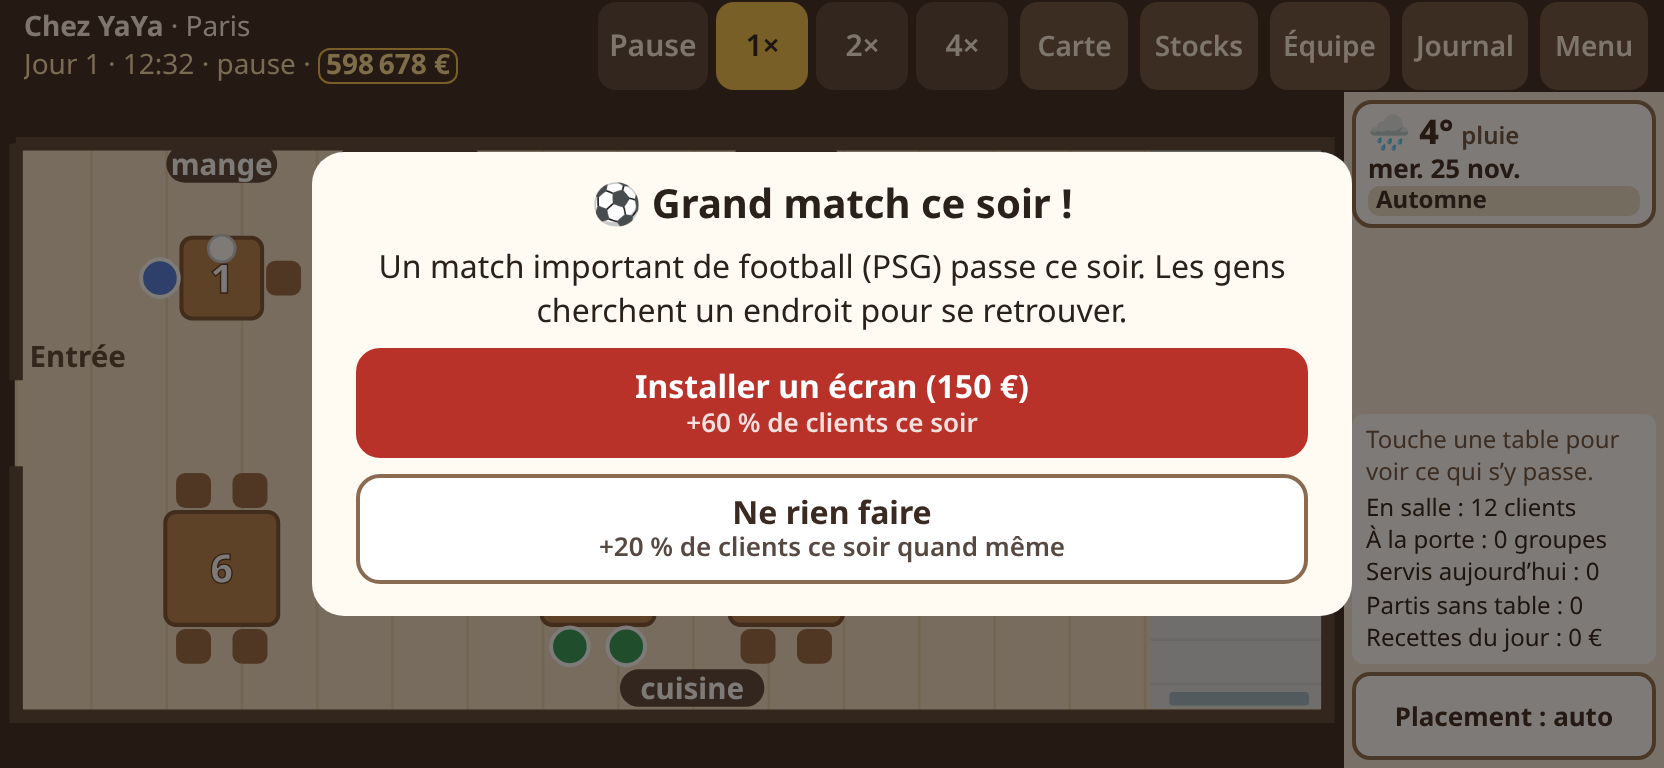 Chez YaYa · Paris
Jour 1 · 12:32 · pause · 598 678 €
Pause
1×
2×
4×
Carte
Stocks
Équipe
Journal
Menu
mange
1
Entrée
6
cuisine
⚽ Grand match ce soir !
Un match important de football (PSG) passe ce soir. Les gens
cherchent un endroit pour se retrouver.
Installer un écran (150 €)
+60 % de clients ce soir
Ne rien faire
+20 % de clients ce soir quand même
4° pluie
mer. 25 nov.
Automne
Touche une table pour
voir ce qui s’y passe.
En salle : 12 clients
À la porte : 0 groupes
Servis aujourd’hui : 0
Partis sans table : 0
Recettes du jour : 0 €
Placement : auto